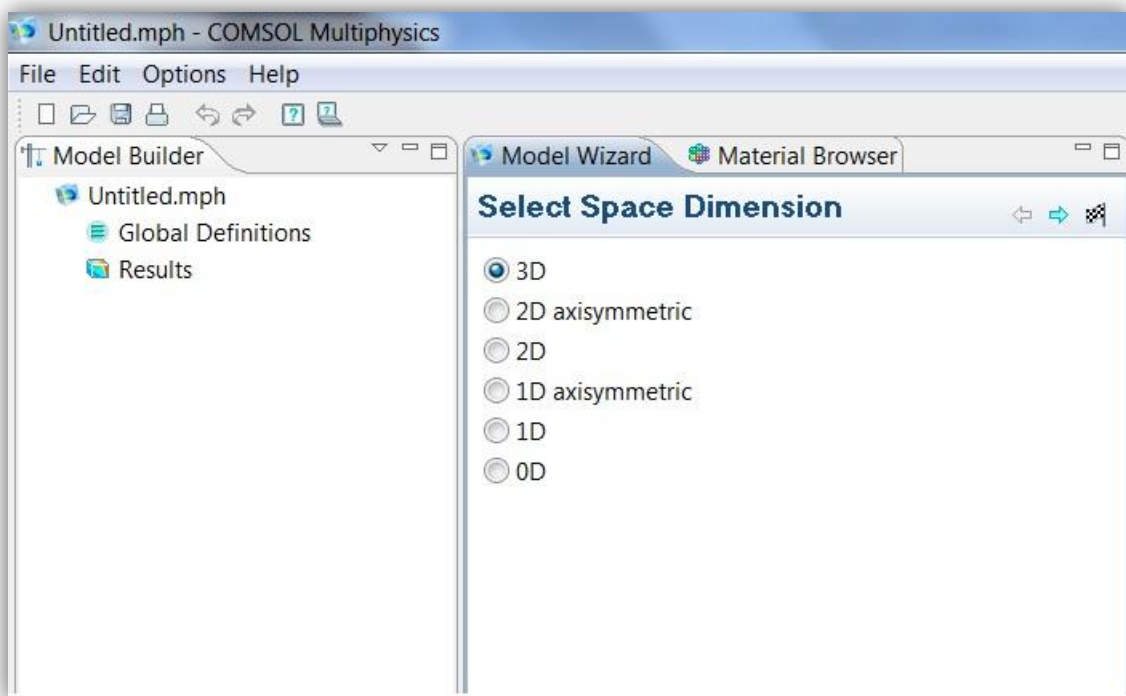 Untitled.mph - COMSOL Multiphysics
File Edit Options Help
Model Builder
Untitled.mph
Global Definitions
Results
Model Wizard Material Browser
Select Space Dimension
3D
2D axisymmetric
2D
1D axisymmetric
1D
0D